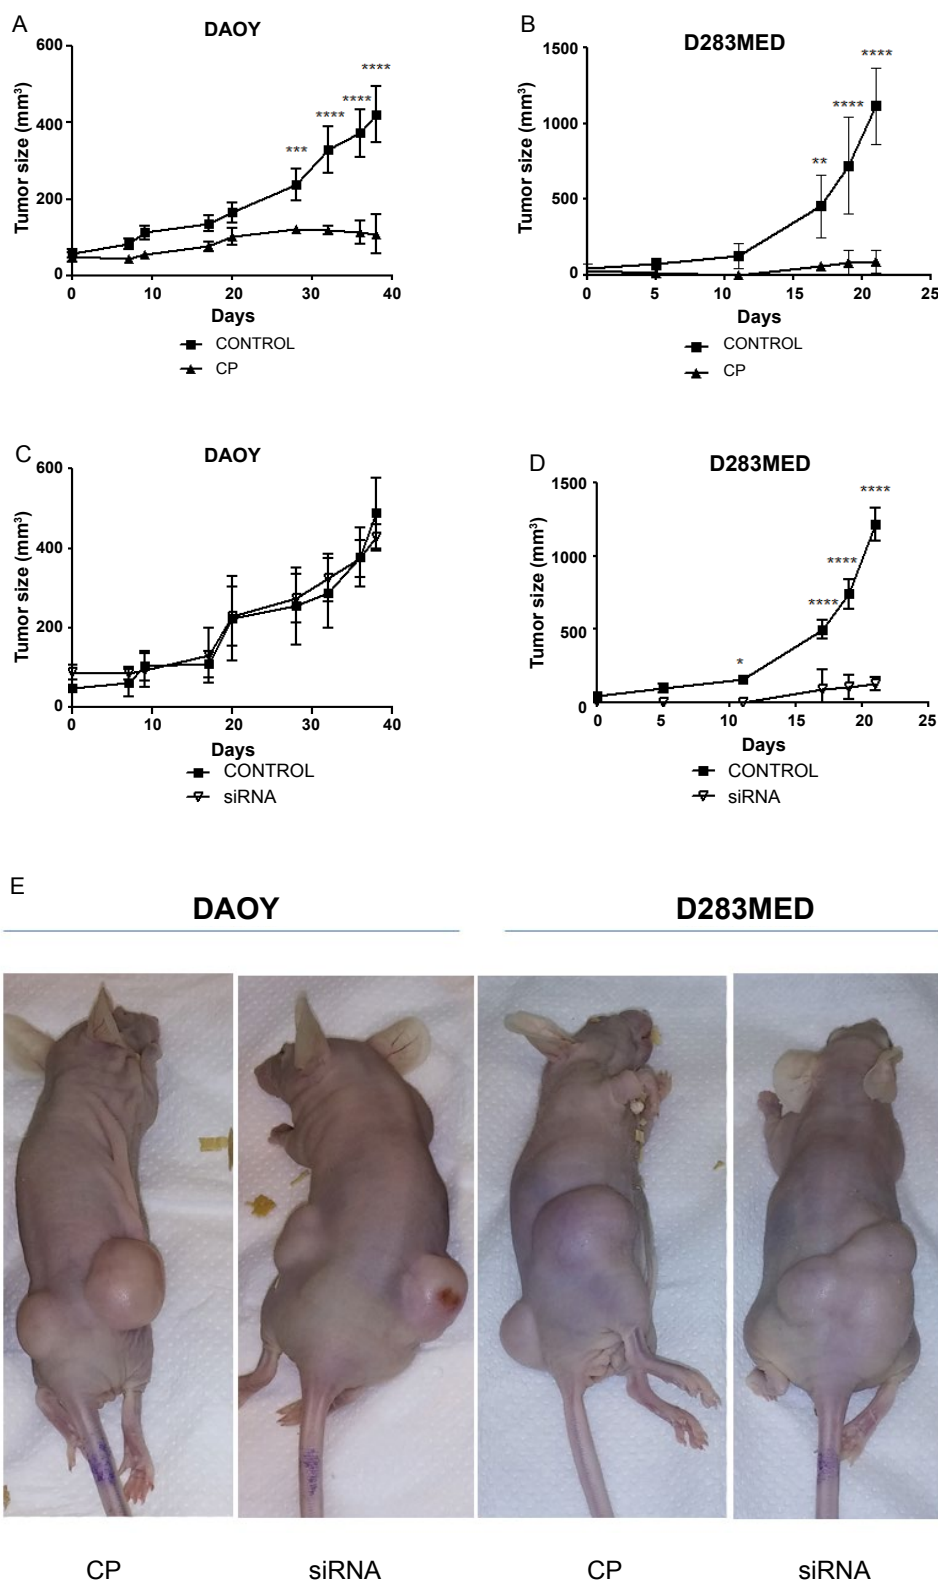 A
DAOY
Tumor size (mm³)
600
400
200
0
***
****
****
****
0 10 20 30 40
Days
CONTROL
CP
B
D283MED
Tumor size (mm³)
1500
1000
500
0
**
****
****
0 5 10 15 20 25
Days
CONTROL
CP
C
DAOY
Tumor size (mm³)
600
400
200
0
0 10 20 30 40
Days
CONTROL
siRNA
D
D283MED
Tumor size (mm³)
1500
1000
500
0
*
****
****
****
0 5 10 15 20 25
Days
CONTROL
siRNA
E
DAOY D283MED
CP siRNA CP siRNA